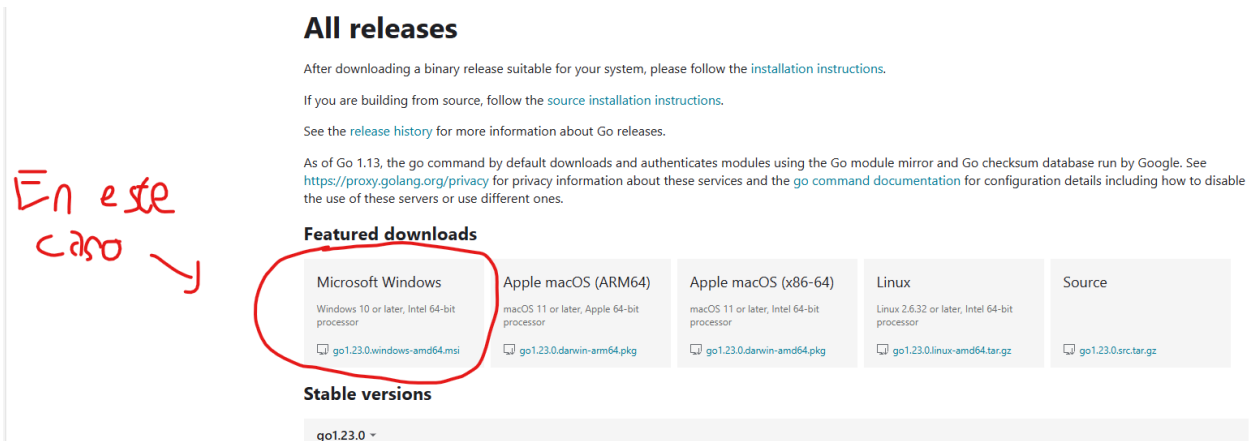 All releases
After downloading a binary release suitable for your system, please follow the installation instructions.
If you are building from source, follow the source installation instructions.
See the release history for more information about Go releases.
As of Go 1.13, the go command by default downloads and authenticates modules using the Go module mirror and Go checksum database run by Google. See
https://proxy.golang.org/privacy for privacy information about these services and the go command documentation for configuration details including how to disable
the use of these servers or use different ones.
En este
caso
Featured downloads
Microsoft Windows
Windows 10 or later, Intel 64-bit
processor
go1.23.0.windows-amd64.msi
Apple macOS (ARM64)
macOS 11 or later, Apple 64-bit
processor
go1.23.0.darwin-arm64.pkg
Apple macOS (x86-64)
macOS 11 or later, Intel 64-bit
processor
go1.23.0.darwin-amd64.pkg
Linux
Linux 2.6.32 or later, Intel 64-bit
processor
go1.23.0.linux-amd64.tar.gz
Source
go1.23.0.src.tar.gz
Stable versions
go1.23.0